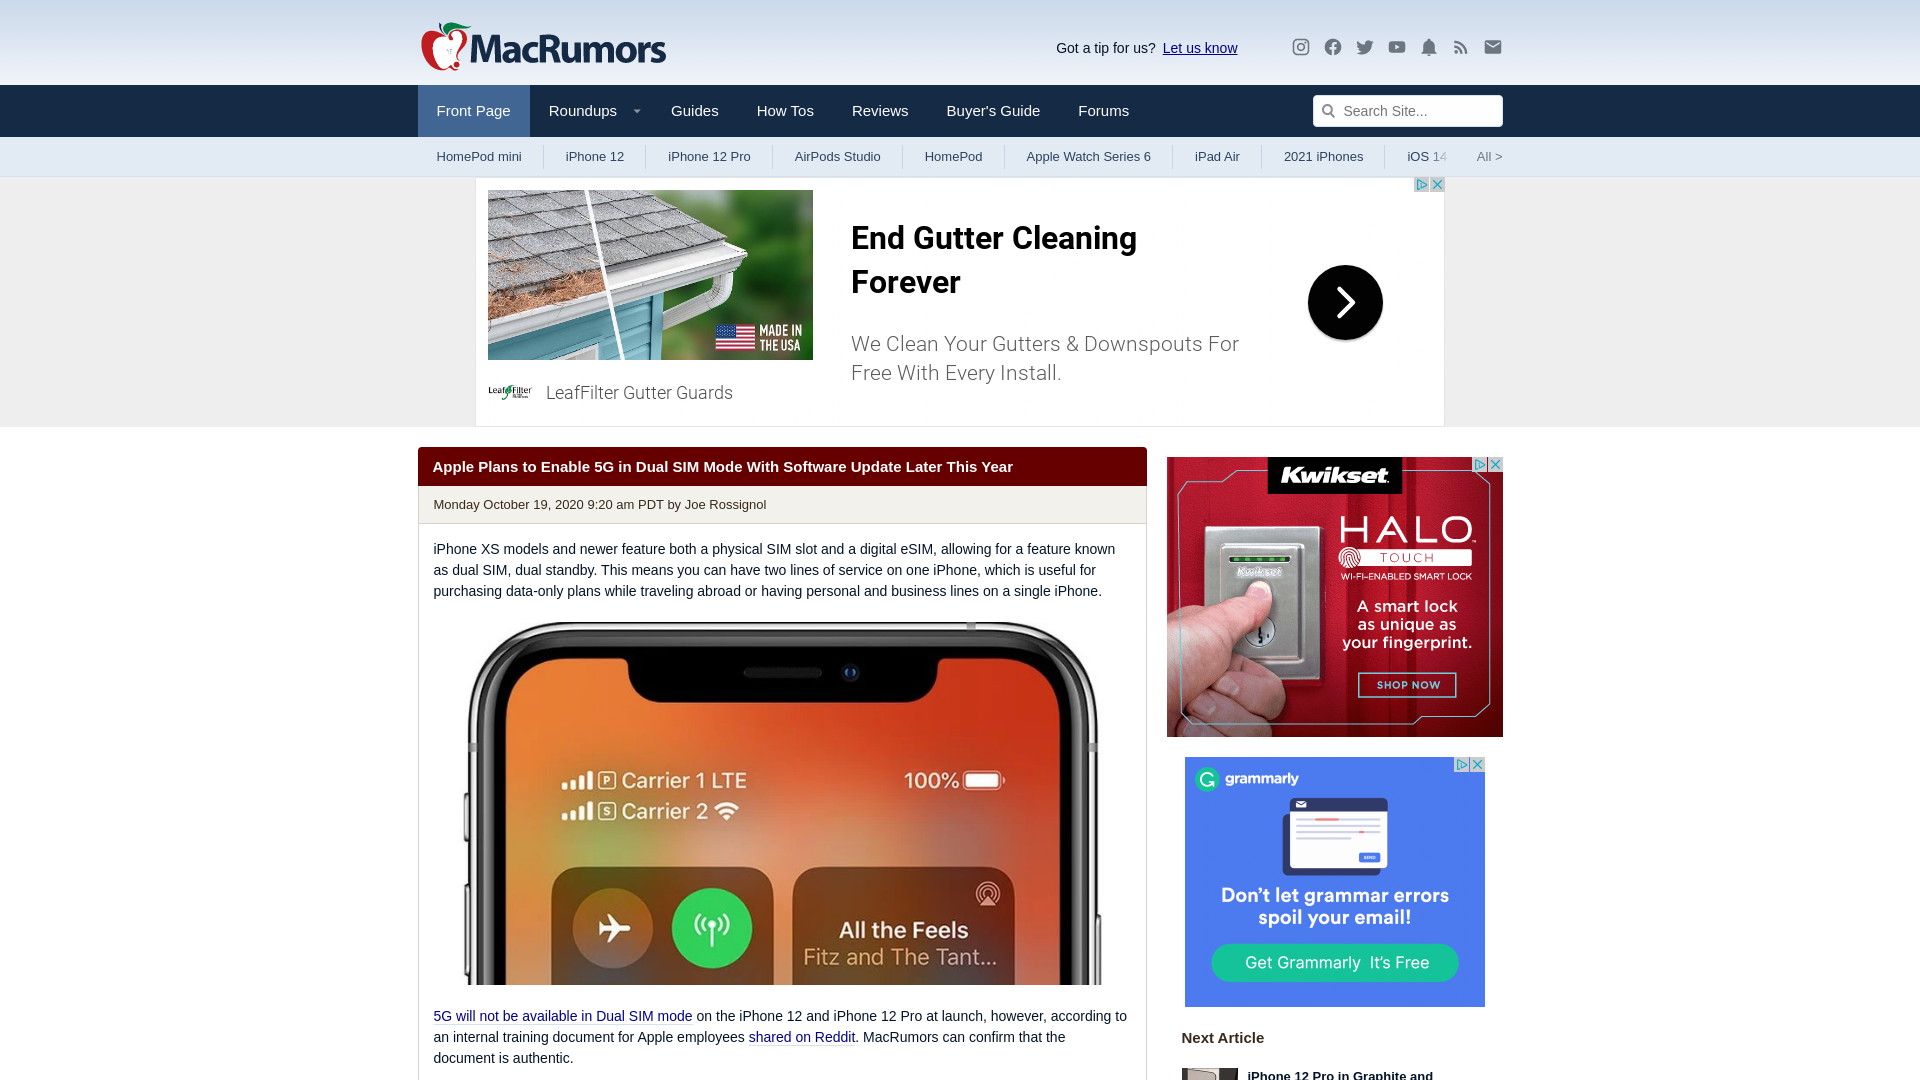 MacRumors
Got a tip for us? Let us know
Front Page
Roundups
Guides
How Tos
Reviews
Buyer's Guide
Forums
Search Site...
HomePod mini
iPhone 12
iPhone 12 Pro
AirPods Studio
HomePod
Apple Watch Series 6
iPad Air
2021 iPhones
iOS 14
All >
MADE IN
THE USA
LeafFilter
LeafFilter Gutter Guards
End Gutter Cleaning
Forever
We Clean Your Gutters & Downspouts For
Free With Every Install.
Apple Plans to Enable 5G in Dual SIM Mode With Software Update Later This Year
Monday October 19, 2020 9:20 am PDT by Joe Rossignol
iPhone XS models and newer feature both a physical SIM slot and a digital eSIM, allowing for a feature known
as dual SIM, dual standby. This means you can have two lines of service on one iPhone, which is useful for
purchasing data-only plans while traveling abroad or having personal and business lines on a single iPhone.
P Carrier 1 LTE
100%
S Carrier 2
All the Feels
Fitz and The Tant...
5G will not be available in Dual SIM mode on the iPhone 12 and iPhone 12 Pro at launch, however, according to
an internal training document for Apple employees shared on Reddit. MacRumors can confirm that the
document is authentic.
Kwikset
HALO
TOUCH
WI-FI-ENABLED SMART LOCK
Kwikset
A smart lock
as unique as
your fingerprint.
SHOP NOW
grammarly
SEND
Don't let grammar errors
spoil your email!
Get Grammarly It's Free
Next Article
iPhone 12 Pro in Graphite and